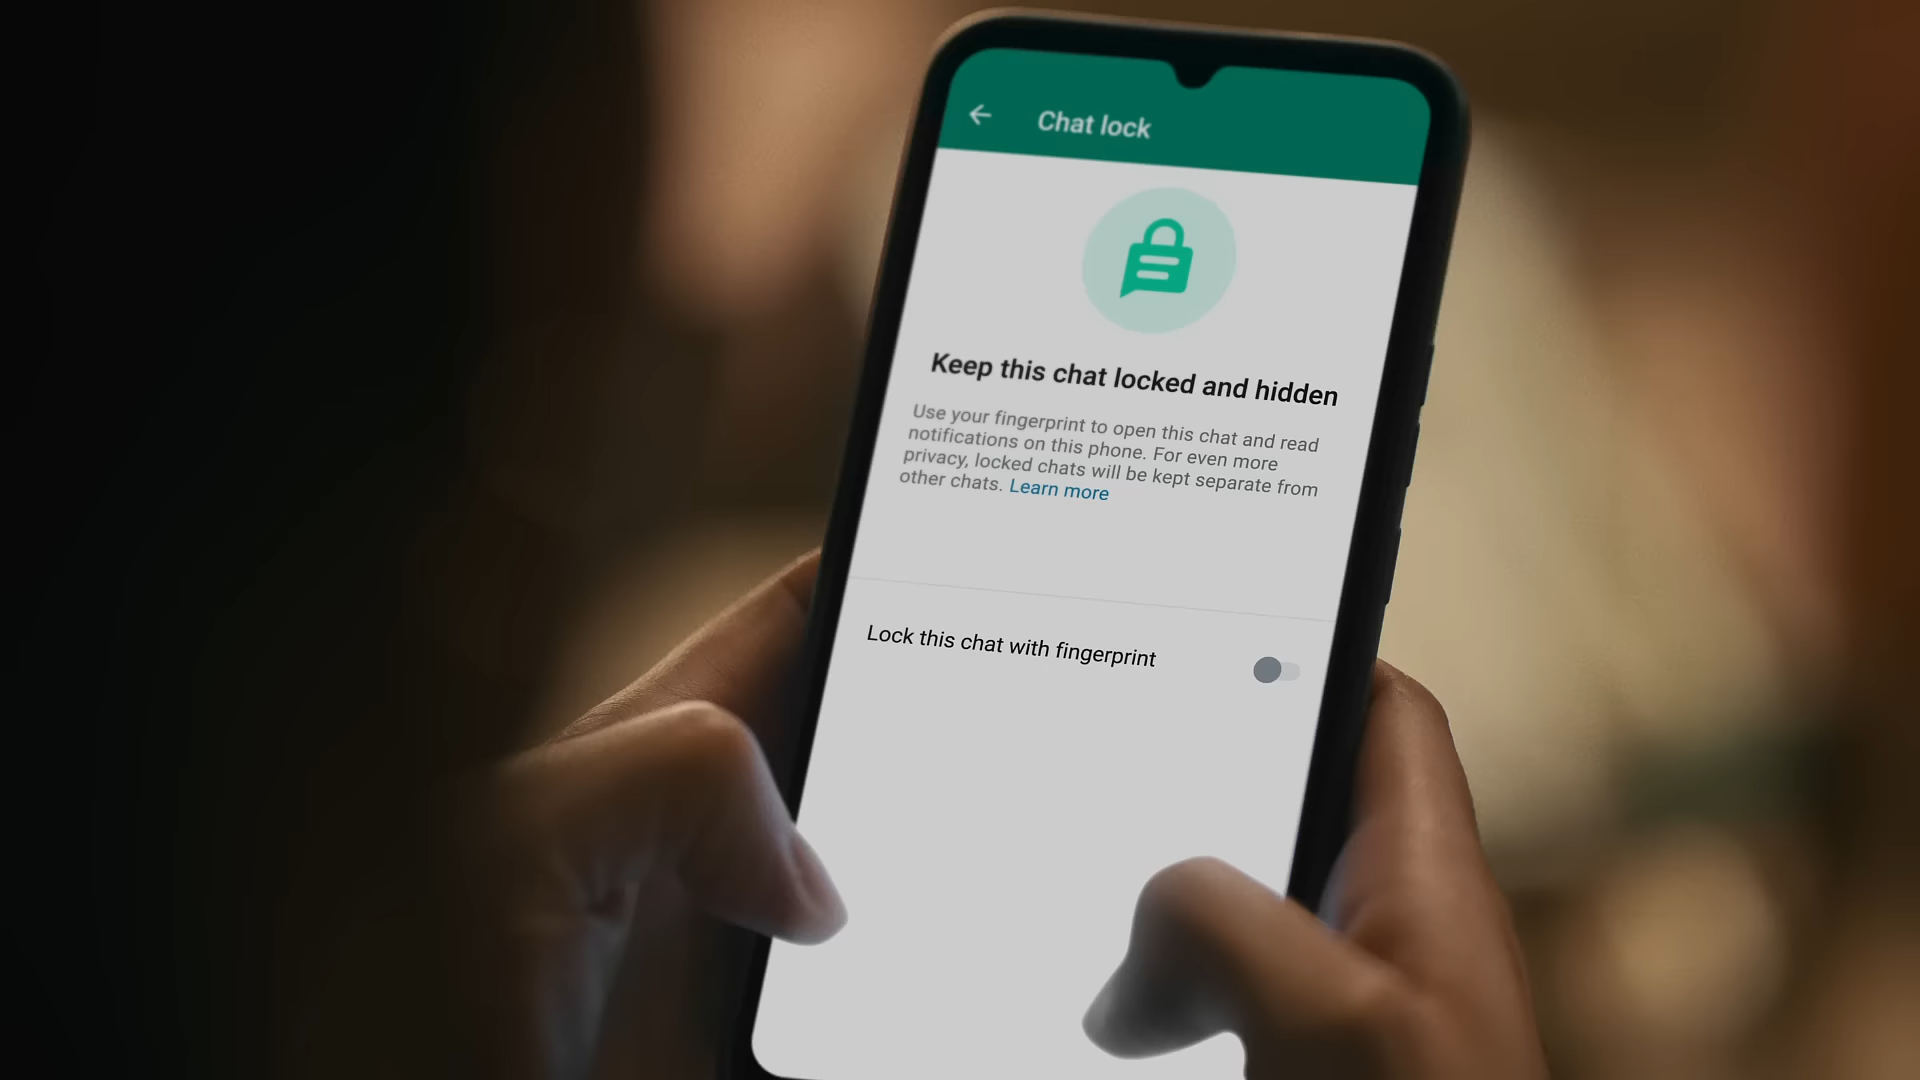 Chat lock
Keep this chat locked and hidden
Use your fingerprint to open this chat and read
notifications on this phone. For even more
privacy, locked chats will be kept separate from
other chats. Learn more
Lock this chat with fingerprint